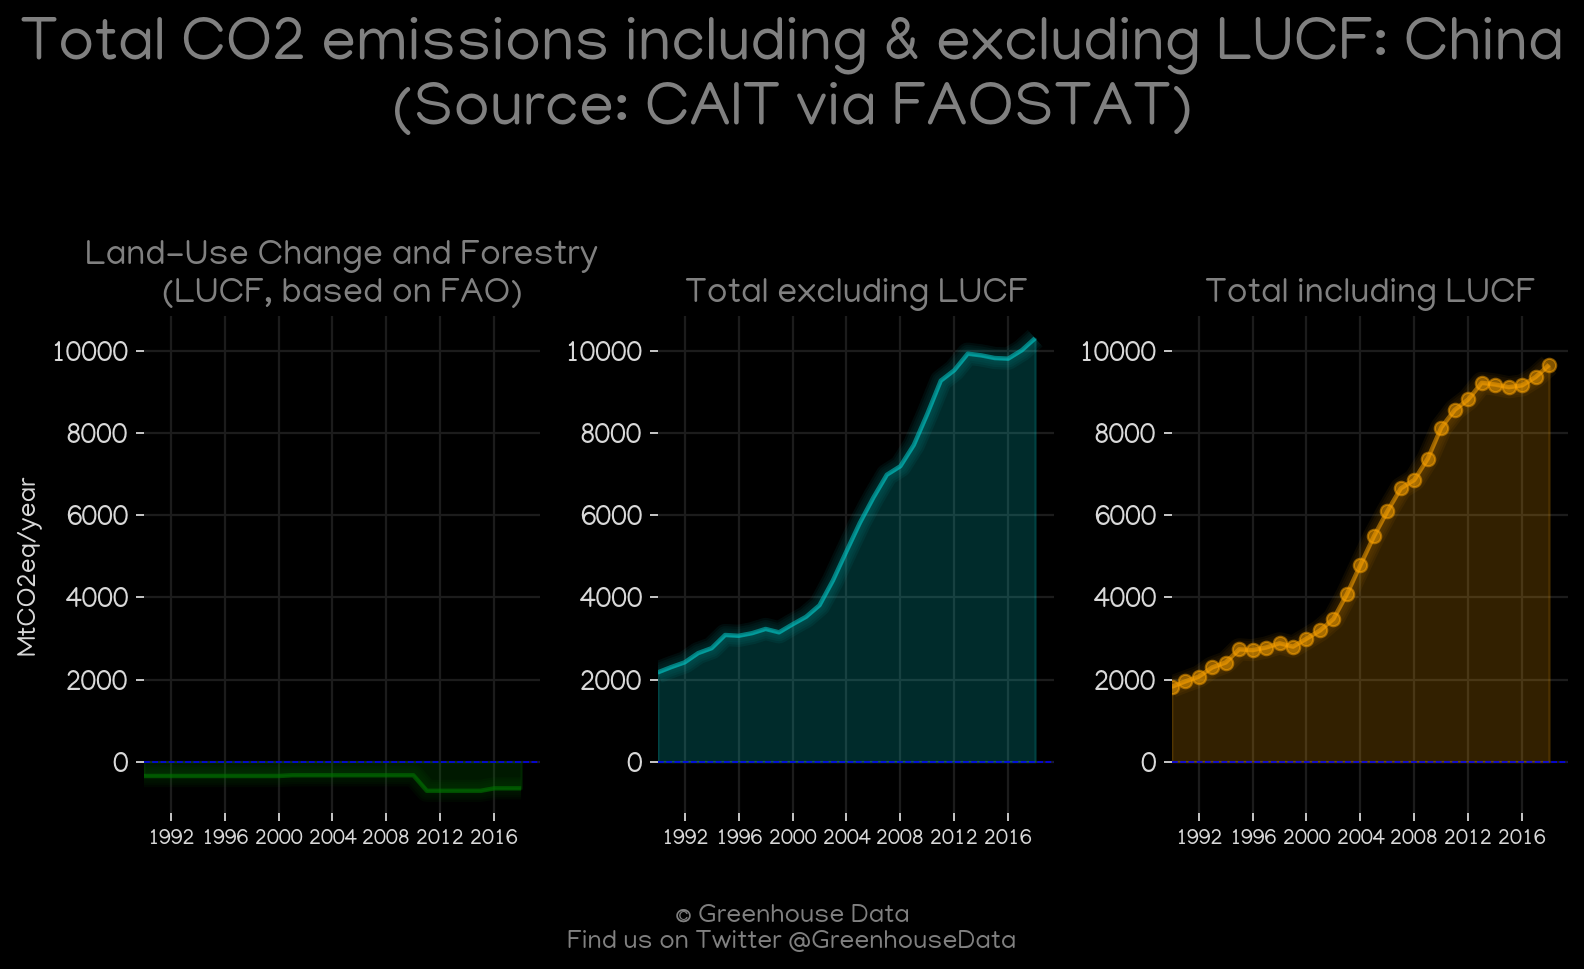 Total CO2 emissions including & excluding LUCF: China
(Source: CAIT via FAOSTAT)
Land-Use Change and Forestry
(LUCF, based on FAO)
Total excluding LUCF
Total including LUCF
MtCO2eq/year
10000
8000
6000
4000
2000
0
1992 1996 2000 2004 2008 2012 2016
10000
8000
6000
4000
2000
0
1992 1996 2000 2004 2008 2012 2016
10000
8000
6000
4000
2000
0
1992 1996 2000 2004 2008 2012 2016
© Greenhouse Data
Find us on Twitter @GreenhouseData